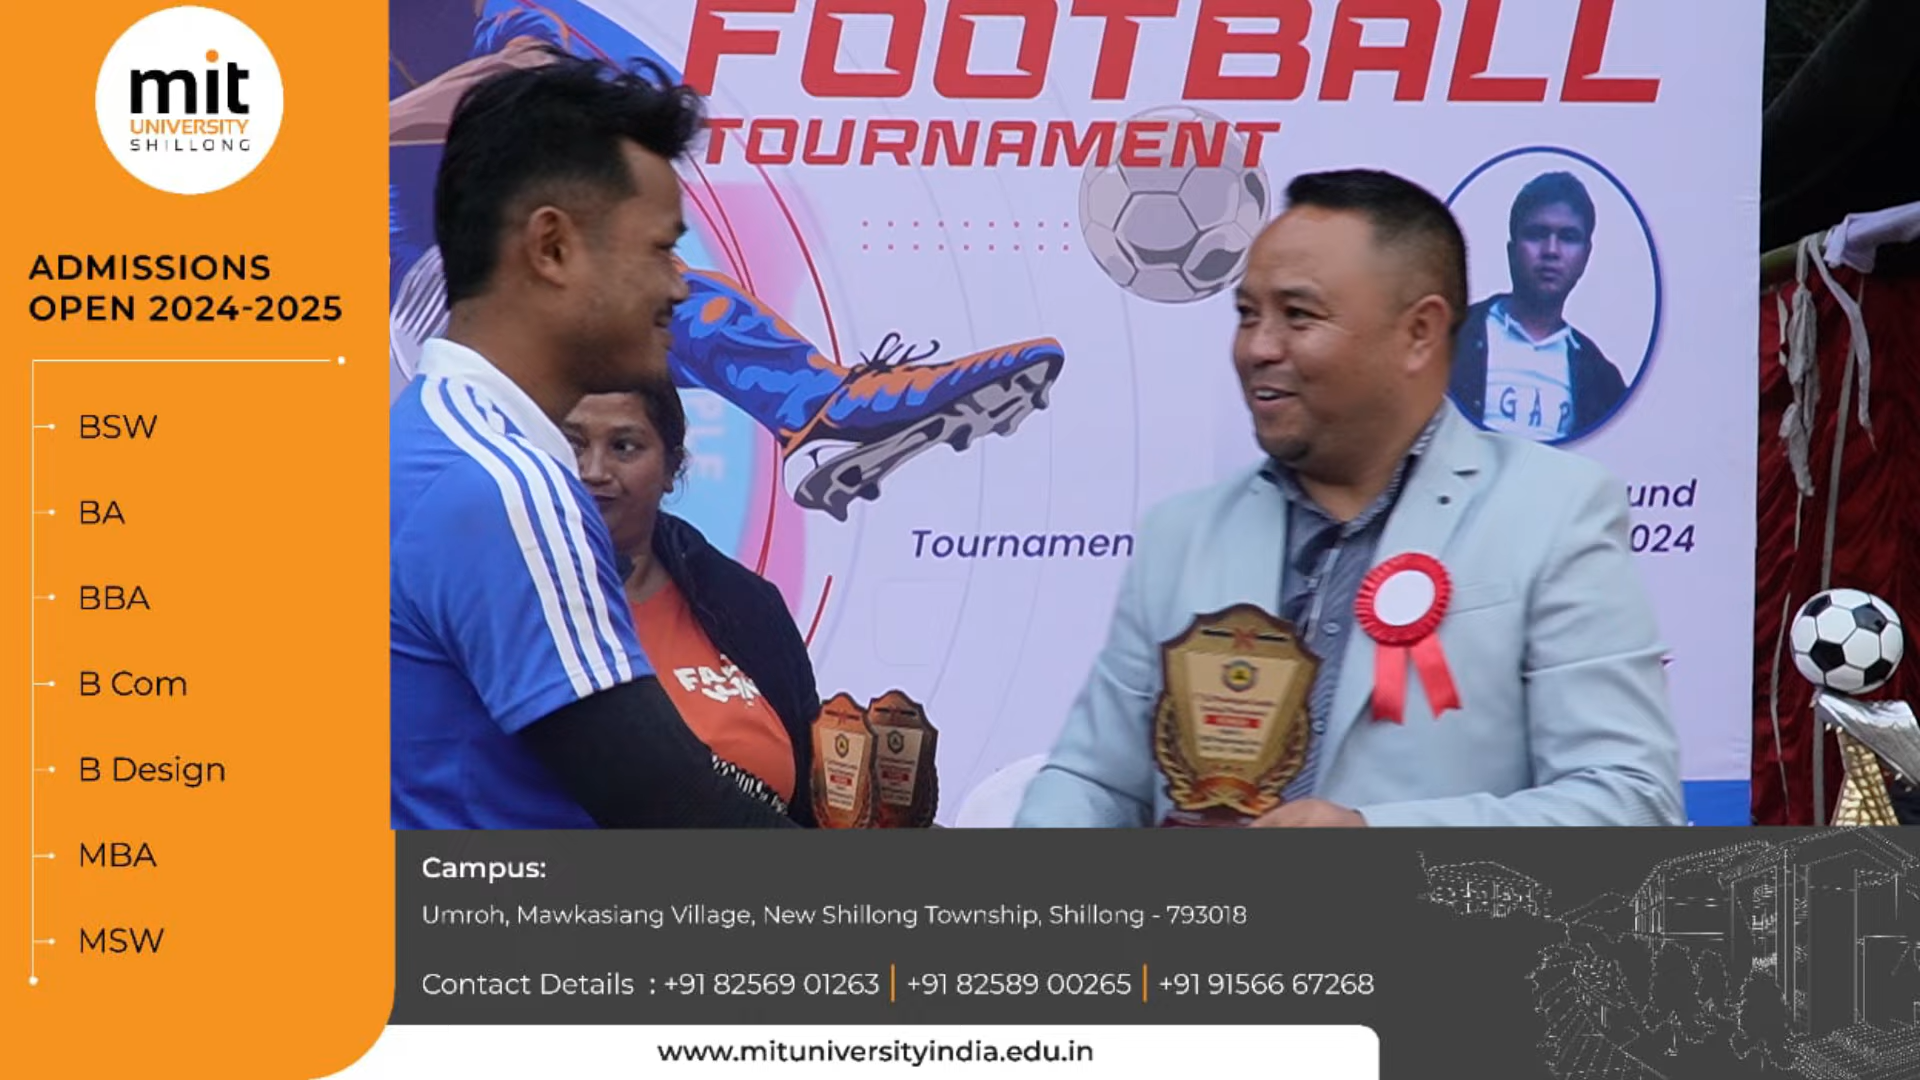 mit
UNIVERSITY
SHILLONG
ADMISSIONS
OPEN 2024-2025
BSW
BA
BBA
B Com
B Design
MBA
MSW
FOOTBALL
TOURNAMENT
GAP
Tournamen
und
024
Campus:
Umroh, Mawkasiang Village, New Shillong Township, Shillong - 793018
Contact Details : +91 82569 01263 | +91 82589 00265 | +91 91566 67268
www.mituniversityindia.edu.in